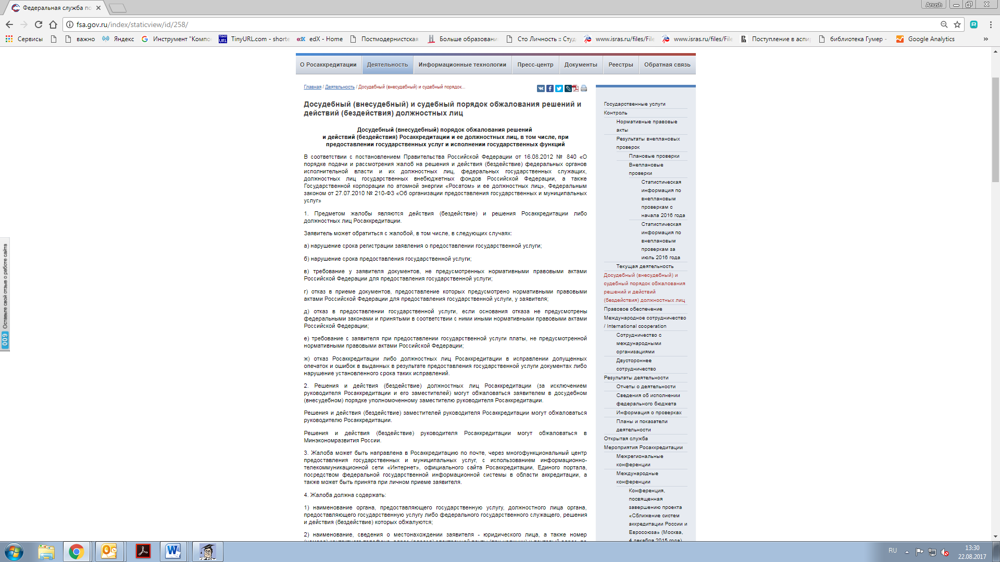 Федеральная служба по
Anush
fsa.gov.ru/index/staticview/id/258/
Сервисы
важно
Яндекс
Инструмент "Компо
TinyURL.com - shorte
edX - Home
Постмодернистская
Больше образовани
Сто Личность :: Студ
www.isras.ru/files/File
www.isras.ru/files/File
Поступление в аспи
библиотека Гумер -
Google Analytics
О Росаккредитации
Деятельность
Информационные технологии
Пресс-центр
Документы
Реестры
Обратная связь
Главная / Деятельность / Досудебный (внесудебный) и судебный порядок...
Досудебный (внесудебный) и судебный порядок обжалования решений и
действий (бездействия) должностных лиц
Досудебный (внесудебный) порядок обжалования решений
и действий (бездействия) Росаккредитации и ее должностных лиц, в том числе, при
предоставлении государственных услуг и исполнении государственных функций
В соответствии с постановлением Правительства Российской Федерации от 16.08.2012 № 840 «О
порядке подачи и рассмотрения жалоб на решения и действия (бездействие) федеральных органов
исполнительной власти и их должностных лиц, федеральных государственных служащих,
должностных лиц государственных внебюджетных фондов Российской Федерации, а также
Государственной корпорации по атомной энергии «Росатом» и ее должностных лиц», Федеральным
законом от 27.07.2010 № 210-ФЗ «Об организации предоставления государственных и муниципальных
услуг»
1. Предметом жалобы являются действия (бездействие) и решения Росаккредитации либо
должностных лиц Росаккредитации.
Заявитель может обратиться с жалобой, в том числе, в следующих случаях:
а) нарушение срока регистрации заявления о предоставлении государственной услуги;
б) нарушение срока предоставления государственной услуги;
в) требование у заявителя документов, не предусмотренных нормативными правовыми актами
Российской Федерации для предоставления государственной услуги;
г) отказ в приеме документов, предоставление которых предусмотрено нормативными правовыми
актами Российской Федерации для предоставления государственной услуги, у заявителя;
д) отказ в предоставлении государственной услуги, если основания отказа не предусмотрены
федеральными законами и принятыми в соответствии с ними иными нормативными правовыми актами
Российской Федерации;
е) требование с заявителя при предоставлении государственной услуги платы, не предусмотренной
нормативными правовыми актами Российской Федерации;
ж) отказ Росаккредитации либо должностных лиц Росаккредитации в исправлении допущенных
опечаток и ошибок в выданных в результате предоставления государственной услуги документах либо
нарушение установленного срока таких исправлений.
2. Решения и действия (бездействие) должностных лиц Росаккредитации (за исключением
руководителя Росаккредитации и его заместителей) могут обжаловаться заявителем в досудебном
(внесудебном) порядке уполномоченному заместителю руководителя Росаккредитации.
Решения и действия (бездействие) заместителей руководителя Росаккредитации могут обжаловаться
руководителю Росаккредитации.
Решения и действия (бездействие) руководителя Росаккредитации могут обжаловаться в
Минэкономразвития России.
3. Жалоба может быть направлена в Росаккредитацию по почте, через многофункциональный центр
предоставления государственных и муниципальных услуг, с использованием информационно-
телекоммуникационной сети «Интернет», официального сайта Росаккредитации, Единого портала,
посредством федеральной государственной информационной системы в области аккредитации, а
также может быть принята при личном приеме заявителя.
4. Жалоба должна содержать:
1) наименование органа, предоставляющего государственную услугу, должностного лица органа,
предоставляющего государственную услугу либо федерального государственного служащего, решения
и действия (бездействие) которых обжалуются;
2) наименование, сведения о местонахождении заявителя - юридического лица, а также номер
Государственные услуги
Контроль
Нормативные правовые
акты
Результаты внеплановых
проверок
Плановые проверки
Внеплановые
проверки
Статистическая
информация по
внеплановым
проверкам с
начала 2016 года
Статистическая
информация по
внеплановым
проверкам за
июль 2016 года
Текущая деятельность
Досудебный (внесудебный) и
судебный порядок обжалования
решений и действий
(бездействия) должностных лиц
Правовое обеспечение
Международное сотрудничество
/ International cooperation
Сотрудничество с
международными
организациями
Двустороннее
сотрудничество
Результаты деятельности
Отчеты о деятельности
Сведения об исполнении
федерального бюджета
Информация о проверках
Планы и показатели
деятельности
Открытая служба
Мероприятия Росаккредитации
Межрегиональные
конференции
Международные
конференции
Конференция,
посвященная
завершению проекта
«Сближение систем
аккредитации России и
Евросоюза» (Москва,
4 декабря 2015 года)
Оставьте свой отзыв о работе сайта
009
RU
13:30
22.08.2017